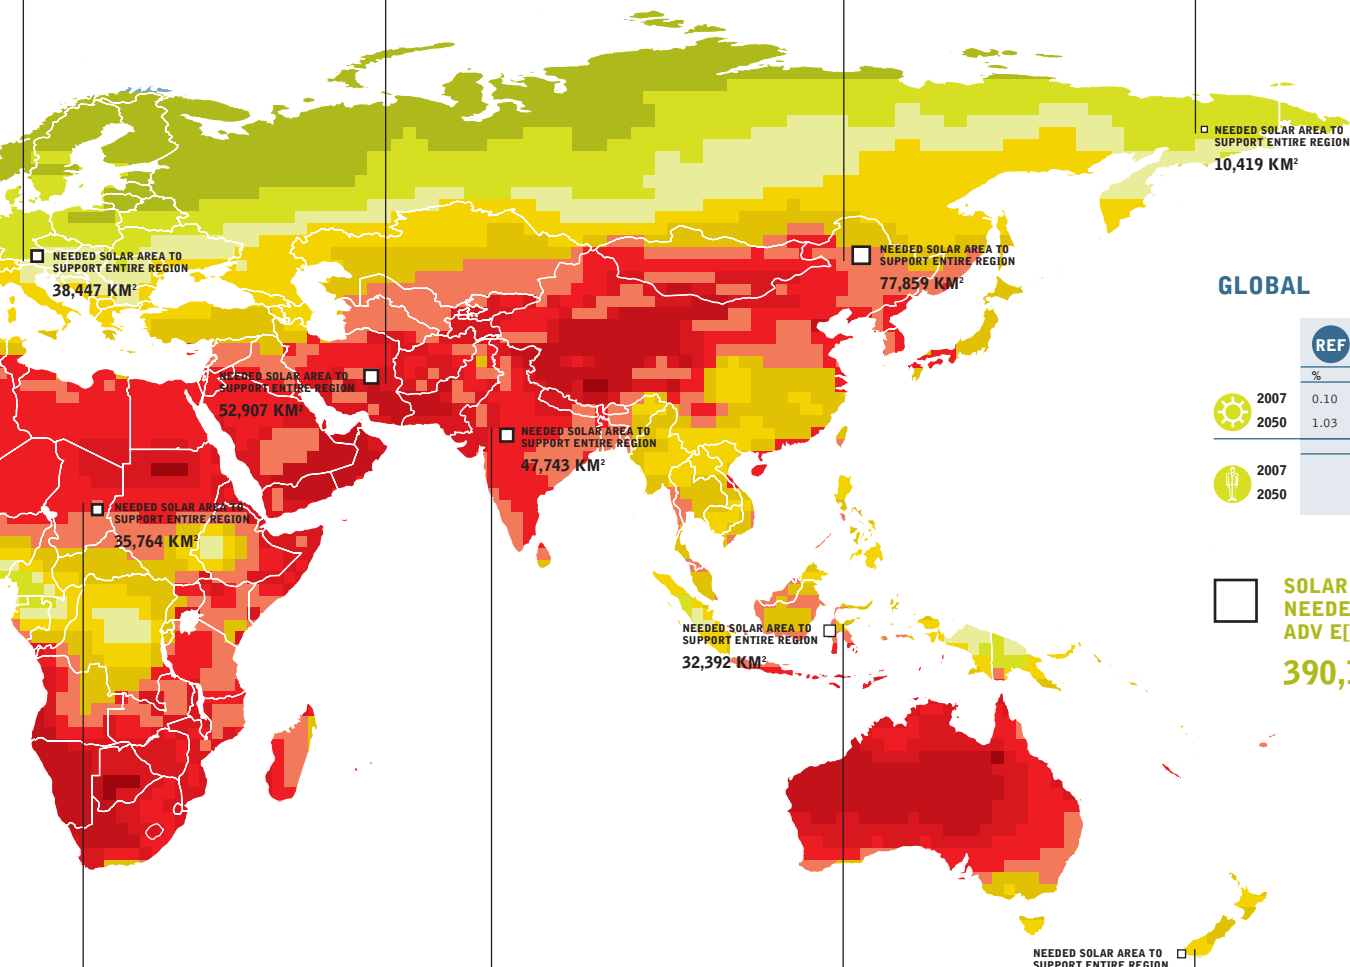 NEEDED SOLAR AREA TO
SUPPORT ENTIRE REGION
10,419 KM²
NEEDED SOLAR AREA TO
SUPPORT ENTIRE REGION
38,447 KM²
NEEDED SOLAR AREA TO
SUPPORT ENTIRE REGION
77,859 KM²
NEEDED SOLAR AREA TO
SUPPORT ENTIRE REGION
52,907 KM²
NEEDED SOLAR AREA TO
SUPPORT ENTIRE REGION
47,743 KM²
NEEDED SOLAR AREA TO
SUPPORT ENTIRE REGION
35,764 KM²
NEEDED SOLAR AREA TO
SUPPORT ENTIRE REGION
32,392 KM²
NEEDED SOLAR AREA TO
SUPPORT ENTIRE REGION
GLOBAL
REF
%
2007 0.10
2050 1.03
2007
2050
SOLAR
NEEDE
ADV E[
390,